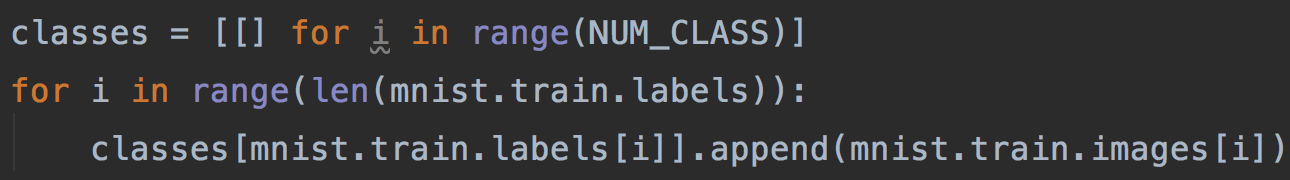 classes = [[] for i in range(NUM_CLASS)]
for i in range(len(mnist.train.labels)):
    classes[mnist.train.labels[i]].append(mnist.train.images[i])